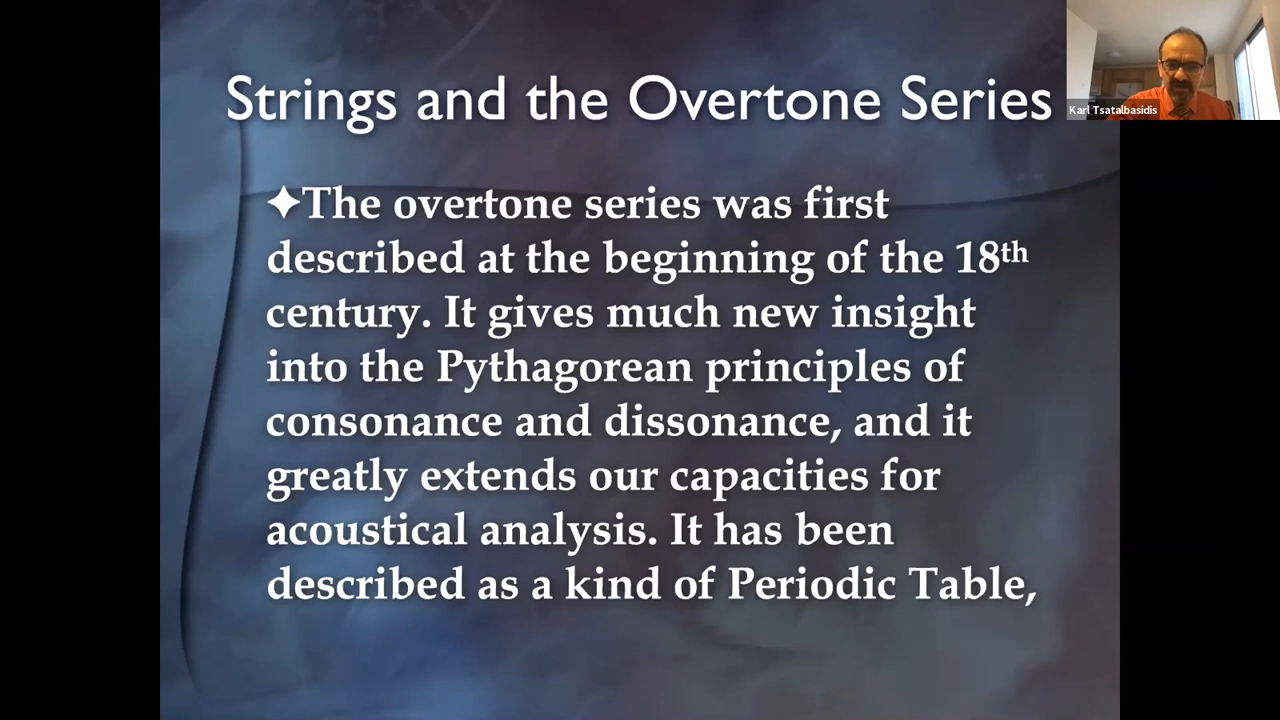 Strings and the Overtone Series
Karl Tsatalbasidis
✦The overtone series was first
described at the beginning of the 18th
century. It gives much new insight
into the Pythagorean principles of
consonance and dissonance, and it
greatly extends our capacities for
acoustical analysis. It has been
described as a kind of Periodic Table,